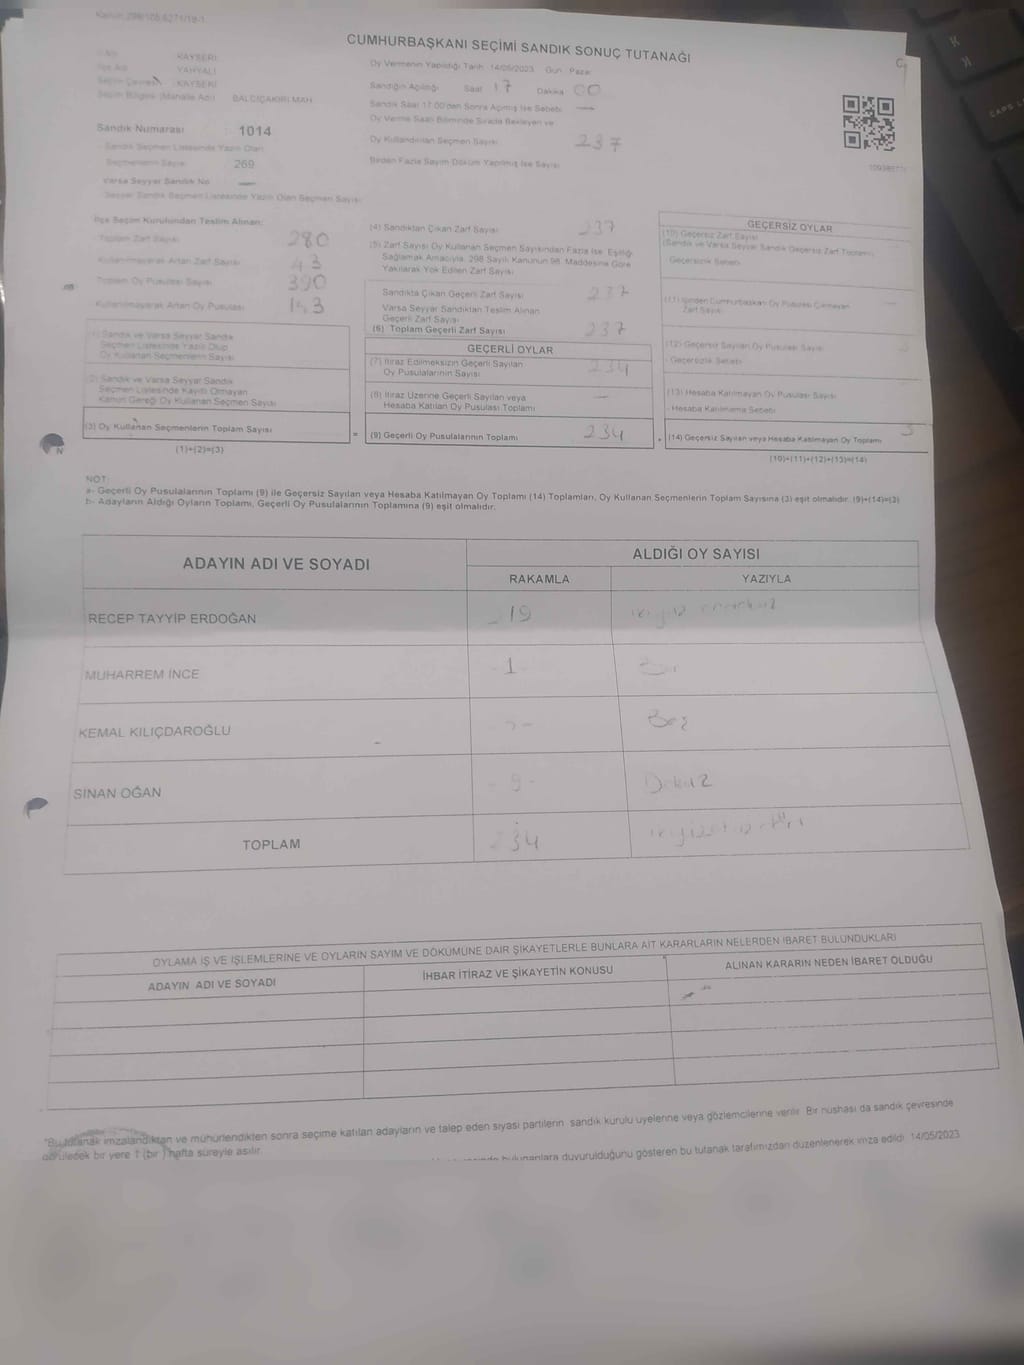 Kanun:298/105,6271/19-1
CUMHURBAŞKANI SEÇİMİ SANDIK SONUÇ TUTANAĞI
İl Adı : KAYSERİ
İlçe Adı : YAHYALI
Seçim Çevresi : KAYSERİ
Seçim Bölgesi (Mahalle Adı) : BALCIÇAKIRI MAH.
Sandık Numarası : 1014
Sandık Seçmen Listesinde Yazılı Olan
Seçmenlerin Sayısı : 269
Varsa Seyyar Sandık No : —
Seyyar Sandık Seçmen Listesinde Yazılı Olan Seçmen Sayısı
Oy Vermenin Yapıldığı Tarih :14/05/2023 Gün : Pazar
Sandığın Açıldığı Saat 17 Dakika 00
Sandık Saat 17:00'den Sonra Açılmış İse Sebebi —
Oy Verme Saati Bitiminde Sırada Bekleyen ve
Oy Kullandırılan Seçmen Sayısı 237
Birden Fazla Sayım Döküm Yapılmış İse Sayısı
İlçe Seçim Kurulundan Teslim Alınan:
Toplam Zarf Sayısı 280
Kullanılmayarak Artan Zarf Sayısı 43
Toplam Oy Pusulası Sayısı 390
Kullanılmayarak Artan Oy Pusulası 153
(1) Sandık ve Varsa Seyyar Sandık
Seçmen Listesinde Yazılı Olup
Oy Kullanan Seçmenlerin Sayısı
(2) Sandık ve Varsa Seyyar Sandık
Seçmen Listesinde Kayıtlı Olmayan
Kanun Gereği Oy Kullanan Seçmen Sayısı
(3) Oy Kullanan Seçmenlerin Toplam Sayısı
(1)+(2)=(3)
=
(4) Sandıktan Çıkan Zarf Sayısı 237
(5) Zarf Sayısı Oy Kullanan Seçmen Sayısından Fazla İse, Eşitliği
Sağlamak Amacıyla, 298 Sayılı Kanunun 98. Maddesine Göre
Yakılarak Yok Edilen Zarf Sayısı
Sandıkta Çıkan Geçerli Zarf Sayısı 237
Varsa Seyyar Sandıktan Teslim Alınan
Geçerli Zarf Sayısı
(6) Toplam Geçerli Zarf Sayısı 237
GEÇERLİ OYLAR
(7) İtiraz Edilmeksizin Geçerli Sayılan
Oy Pusulalarının Sayısı 234
(8) İtiraz Üzerine Geçerli Sayılan veya
Hesaba Katılan Oy Pusulası Toplamı —
(9) Geçerli Oy Pusulalarının Toplamı 234
GEÇERSİZ OYLAR
(10) Geçersiz Zarf Sayısı
(Sandık ve Varsa Seyyar Sandık Geçersiz Zarf Toplamı)
- Geçersizlik Sebebi
(11) İçinden Cumhurbaşkanı Oy Pusulası Çıkmayan
Zarf Sayısı —
(12) Geçersiz Sayılan Oy Pusulası Sayısı
- Geçersizlik Sebebi
(13) Hesaba Katılmayan Oy Pusulası Sayısı
- Hesaba Katılmama Sebebi
(14) Geçersiz Sayılan veya Hesaba Katılmayan Oy Toplamı 3
(10)+(11)+(12)+(13)=(14)
NOT:
a- Geçerli Oy Pusulalarının Toplamı (9) ile Geçersiz Sayılan veya Hesaba Katılmayan Oy Toplamı (14) Toplamları, Oy Kullanan Seçmenlerin Toplam Sayısına (3) eşit olmalıdır. (9)+(14)=(3)
b- Adayların Aldığı Oyların Toplamı, Geçerli Oy Pusulalarının Toplamına (9) eşit olmalıdır.
ADAYIN ADI VE SOYADI
ALDIĞI OY SAYISI
RAKAMLA YAZIYLA
RECEP TAYYİP ERDOĞAN 19
MUHARREM İNCE -1- Bir
KEMAL KILIÇDAROĞLU Beş
SİNAN OĞAN -9- Dokuz
TOPLAM 234
OYLAMA İŞ VE İŞLEMLERİNE VE OYLARIN SAYIM VE DÖKÜMÜNE DAİR ŞİKAYETLERLE BUNLARA AİT KARARLARIN NELERDEN İBARET BULUNDUKLARI
ADAYIN ADI VE SOYADI İHBAR İTİRAZ VE ŞİKAYETİN KONUSU ALINAN KARARIN NEDEN İBARET OLDUĞU
*Bu tutanak imzalandıktan ve mühürlendikten sonra seçime katılan adayların ve talep eden siyasi partilerin sandık kurulu üyelerine veya gözlemcilerine verilir. Bir nüshası da sandık çevresinde
görülecek bir yere 1 (bir ) hafta süreyle asılır.
bulunanlara duyurulduğunu gösteren bu tutanak tarafımızdan düzenlenerek imza edildi. 14/05/2023